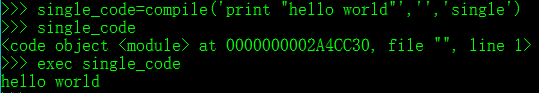 >>> single_code=compile('print "hello world"','','single')
>>> single_code
<code object <module> at 0000000002A4CC30, file "", line 1>
>>> exec single_code
hello world